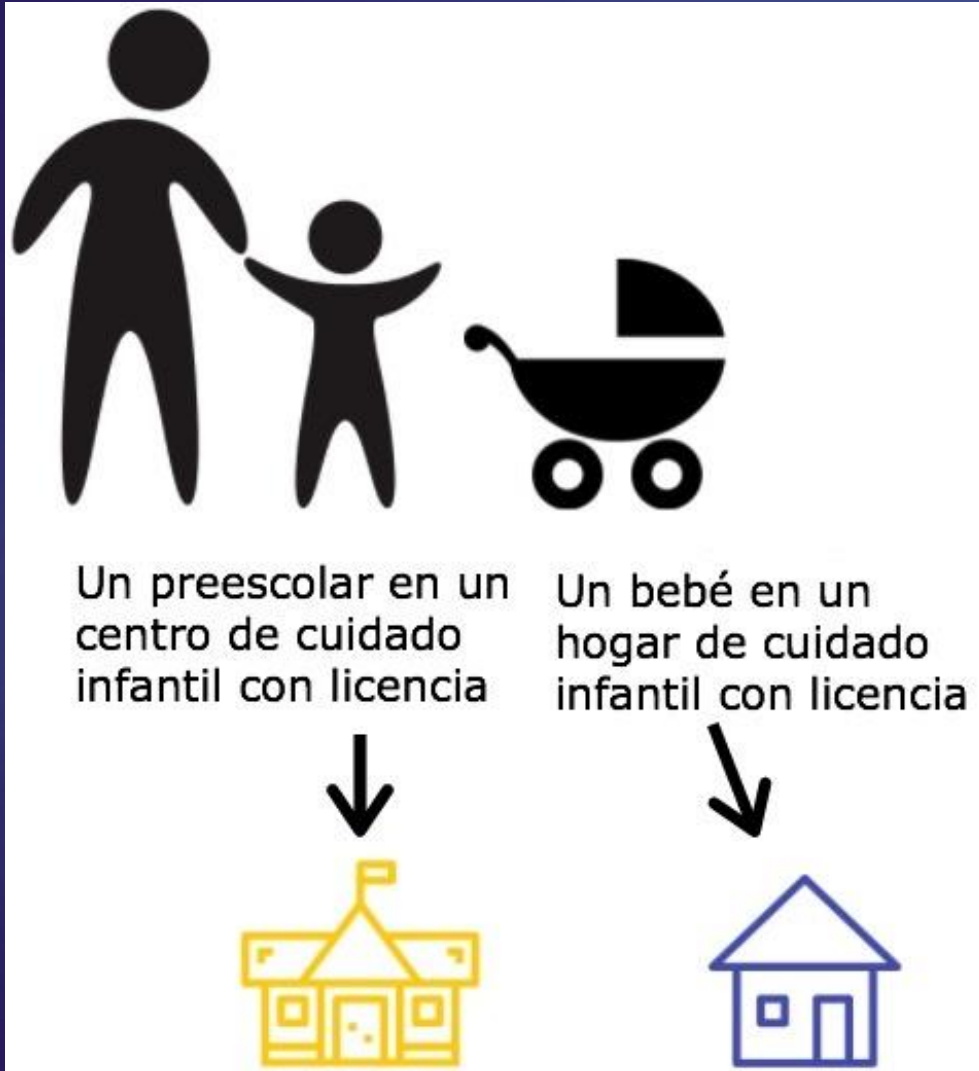 Un preescolar en un
centro de cuidado
infantil con licencia
Un bebé en un
hogar de cuidado
infantil con licencia